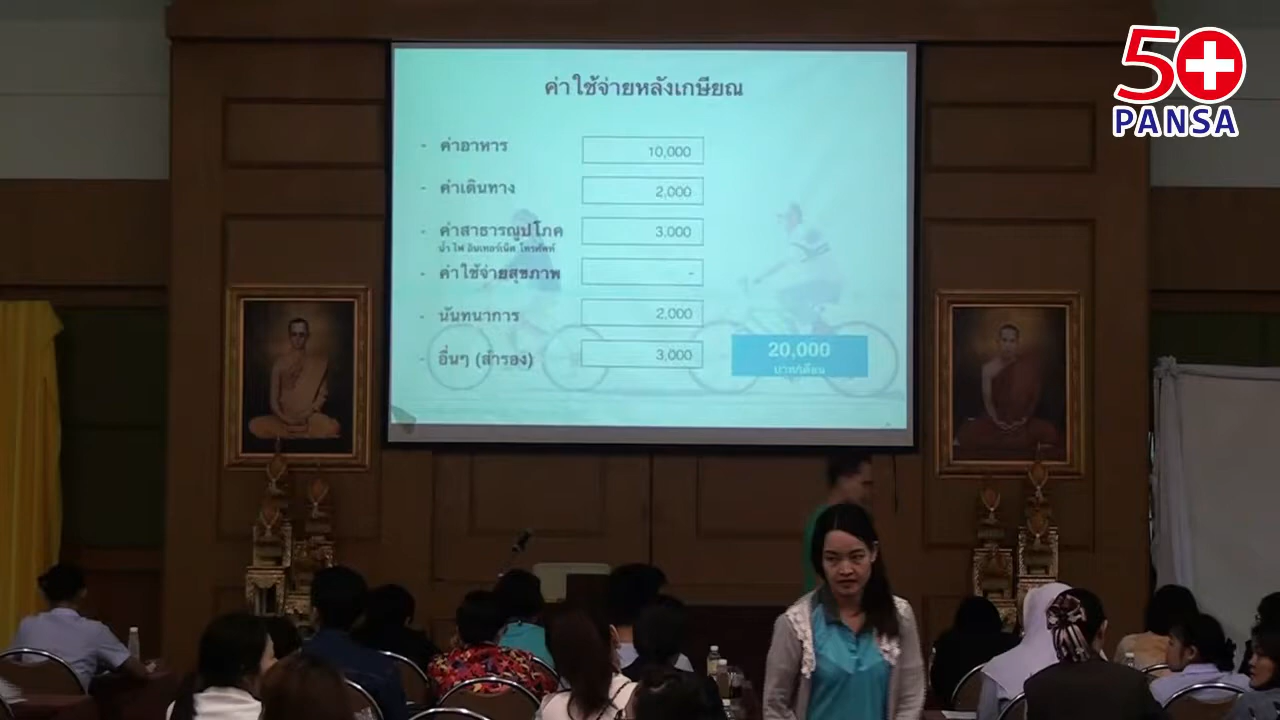 50
PANSA
ค่าใช้จ่ายหลังเกษียณ
- ค่าอาหาร 10,000
- ค่าเดินทาง 2,000
- ค่าสาธารณูปโภค 3,000
น้ำ ไฟ อินเทอร์เน็ต โทรศัพท์
- ค่าใช้จ่ายสุขภาพ -
- นันทนาการ 2,000
- อื่นๆ (สำรอง) 3,000
20,000
บาท/เดือน